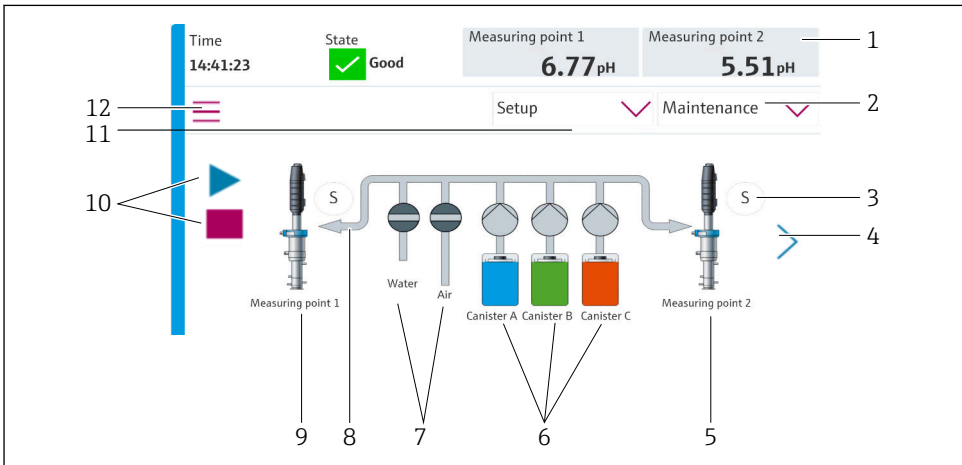 Time
State
Measuring point 1
Measuring point 2
1
14:41:23
Good
6.77pH
5.51pH
12
Setup
Maintenance
2
11
10
S
S
3
4
Water
Air
Measuring point 1
Canister A Canister B Canister C
Measuring point 2
9
8
7
6
5